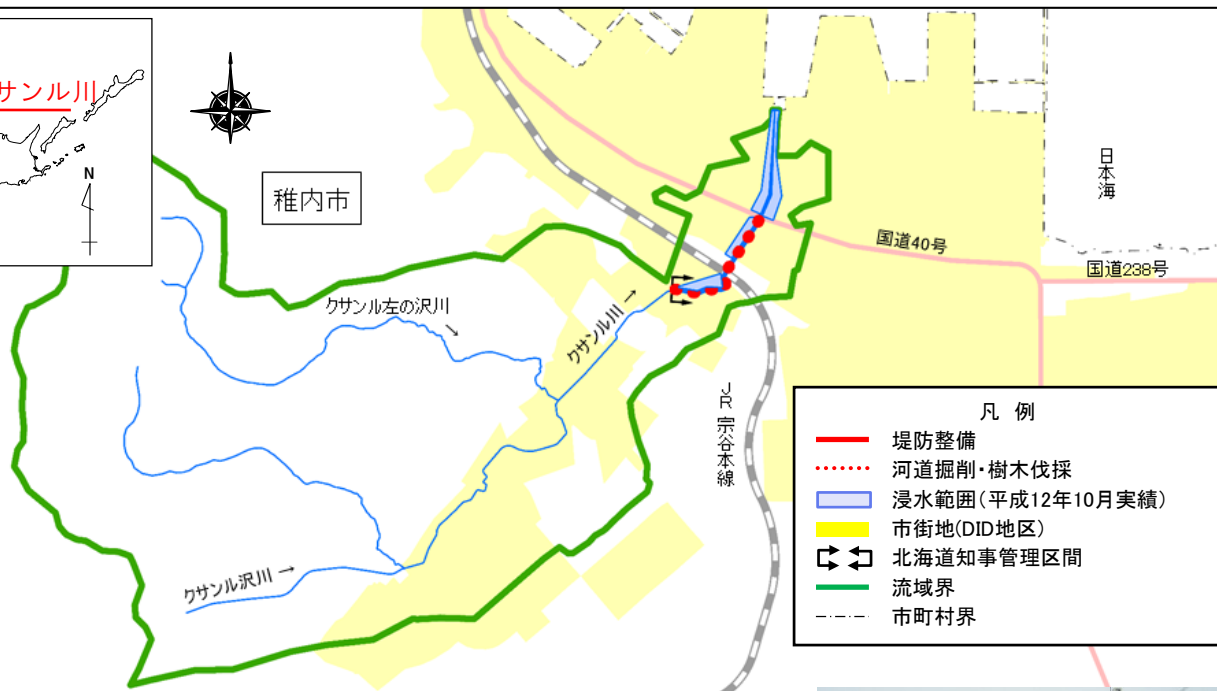 サンル川
N
稚内市
日本海
国道40号
国道238号
クサンル左の沢川
→
クサンル川 →
クサンル沢川 →
JR 宗谷本線
凡 例
堤防整備
河道掘削・樹木伐採
浸水範囲(平成12年10月実績)
市街地(DID地区)
北海道知事管理区間
流域界
市町村界